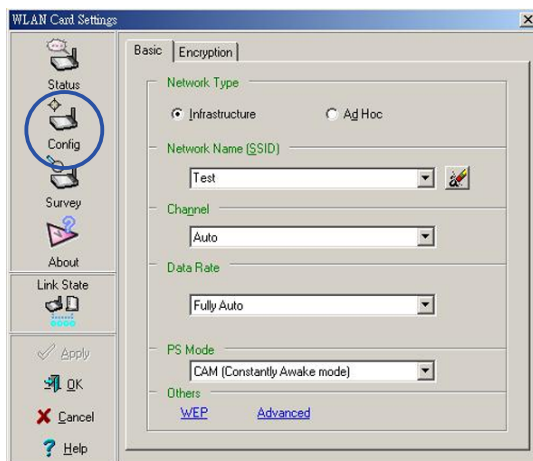 WLAN Card Settings
Status
Config
Survey
About
Link State
Apply
OK
Cancel
Help
Basic
Encryption
Network Type
Infrastructure
Ad Hoc
Network Name (SSID)
Test
Channel
Auto
Data Rate
Fully Auto
PS Mode
CAM (Constantly Awake mode)
Others
WEP Advanced